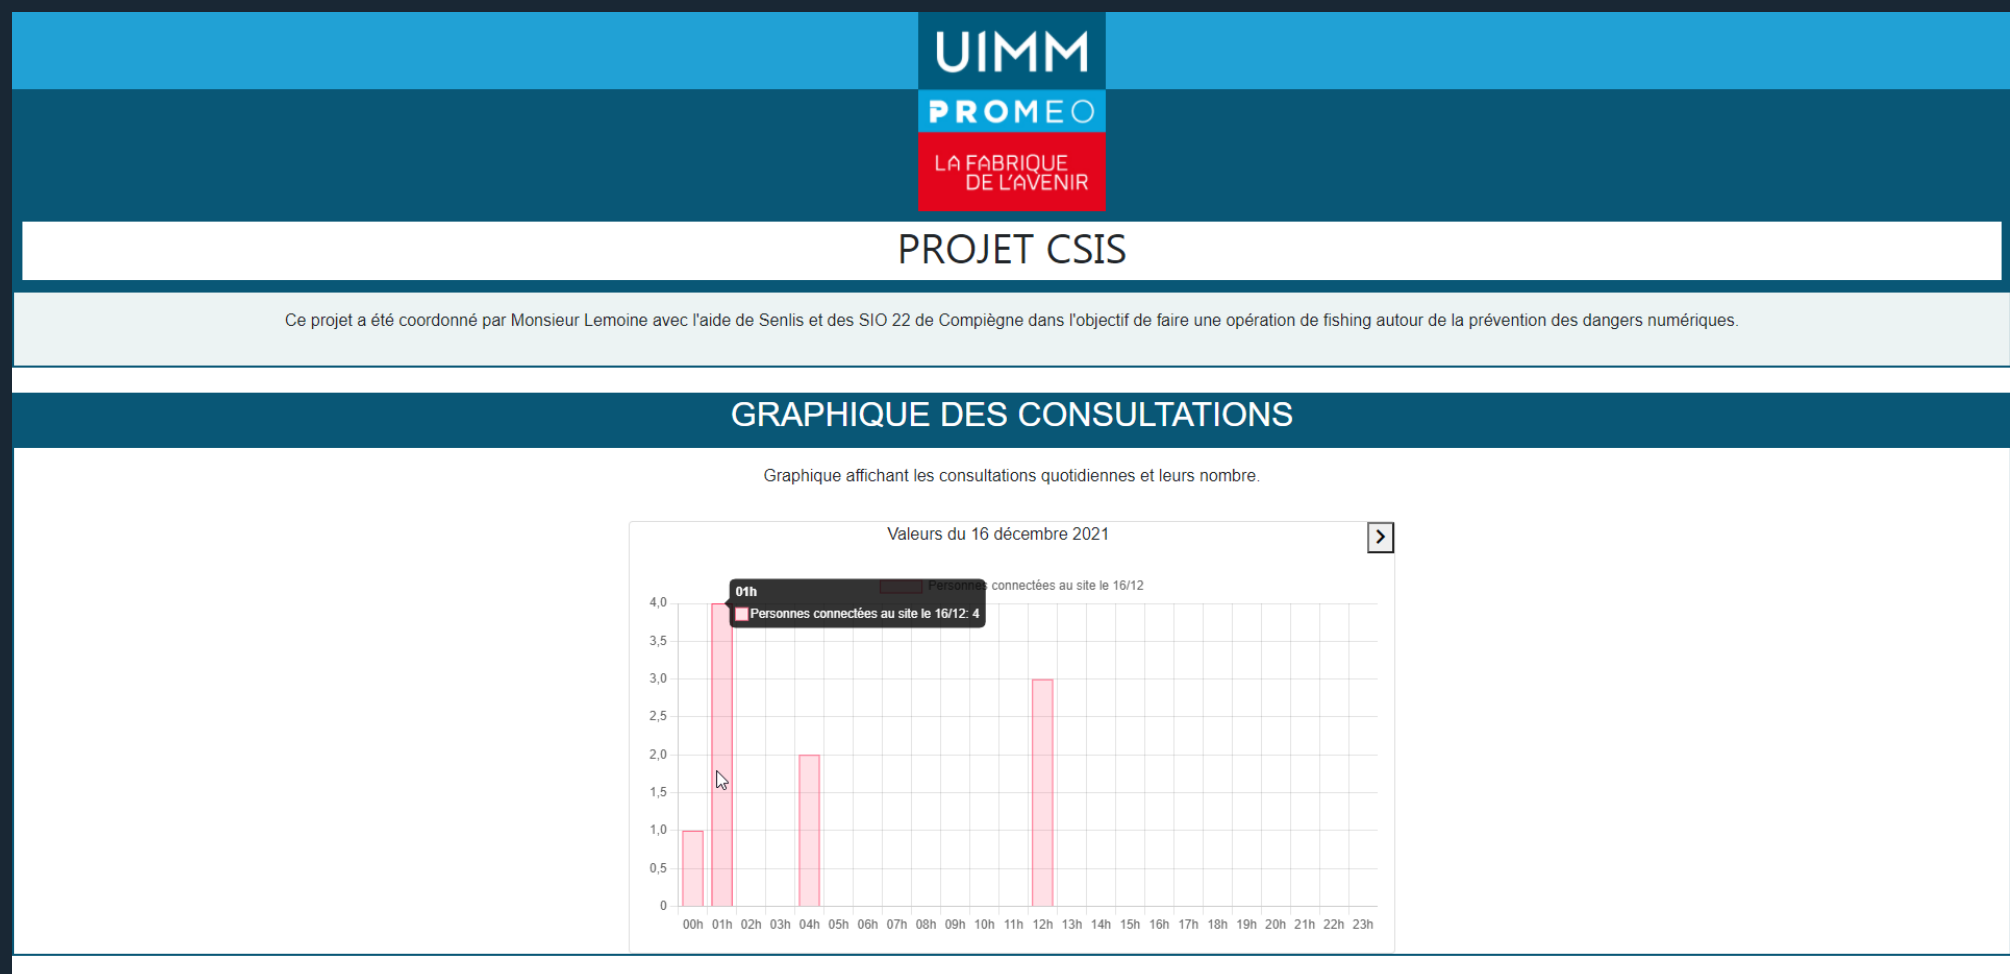 UIMM
PROMEO
LA FABRIQUE
DE L'AVENIR
PROJET CSIS
Ce projet a été coordonné par Monsieur Lemoine avec l'aide de Senlis et des SIO 22 de Compiègne dans l'objectif de faire une opération de fishing autour de la prévention des dangers numériques.
GRAPHIQUE DES CONSULTATIONS
Graphique affichant les consultations quotidiennes et leurs nombre.
Valeurs du 16 décembre 2021
Personnes connectées au site le 16/12
01h
Personnes connectées au site le 16/12: 4
4,0
3,5
3,0
2,5
2,0
1,5
1,0
0,5
0
00h 01h 02h 03h 04h 05h 06h 07h 08h 09h 10h 11h 12h 13h 14h 15h 16h 17h 18h 19h 20h 21h 22h 23h